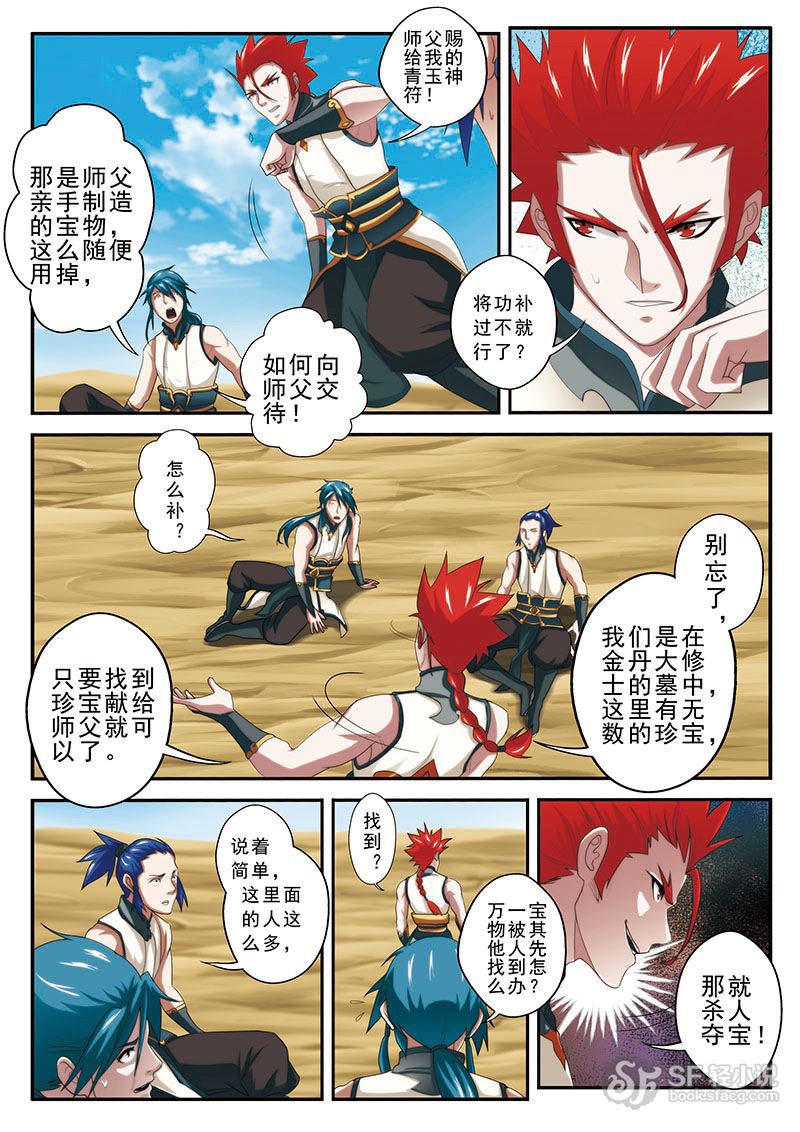 师父赐
给我的
青玉神
符！
那是师父
亲手制造
的宝物，
这么随便
用掉，
如何向
师父交
待！
将功补
过不就
行了？
怎么补？
别忘了，
我们是在
金丹大修
士的墓中，
这里有无
数的珍宝，
只要找到
珍宝献给
师父就可
以了。
说着
简单，
这里面
的人这
么多，
找到？
万一宝
物被其
他人先
找到怎
么办？
那就
杀人
夺宝！
SF轻小说
book.sfacg.com